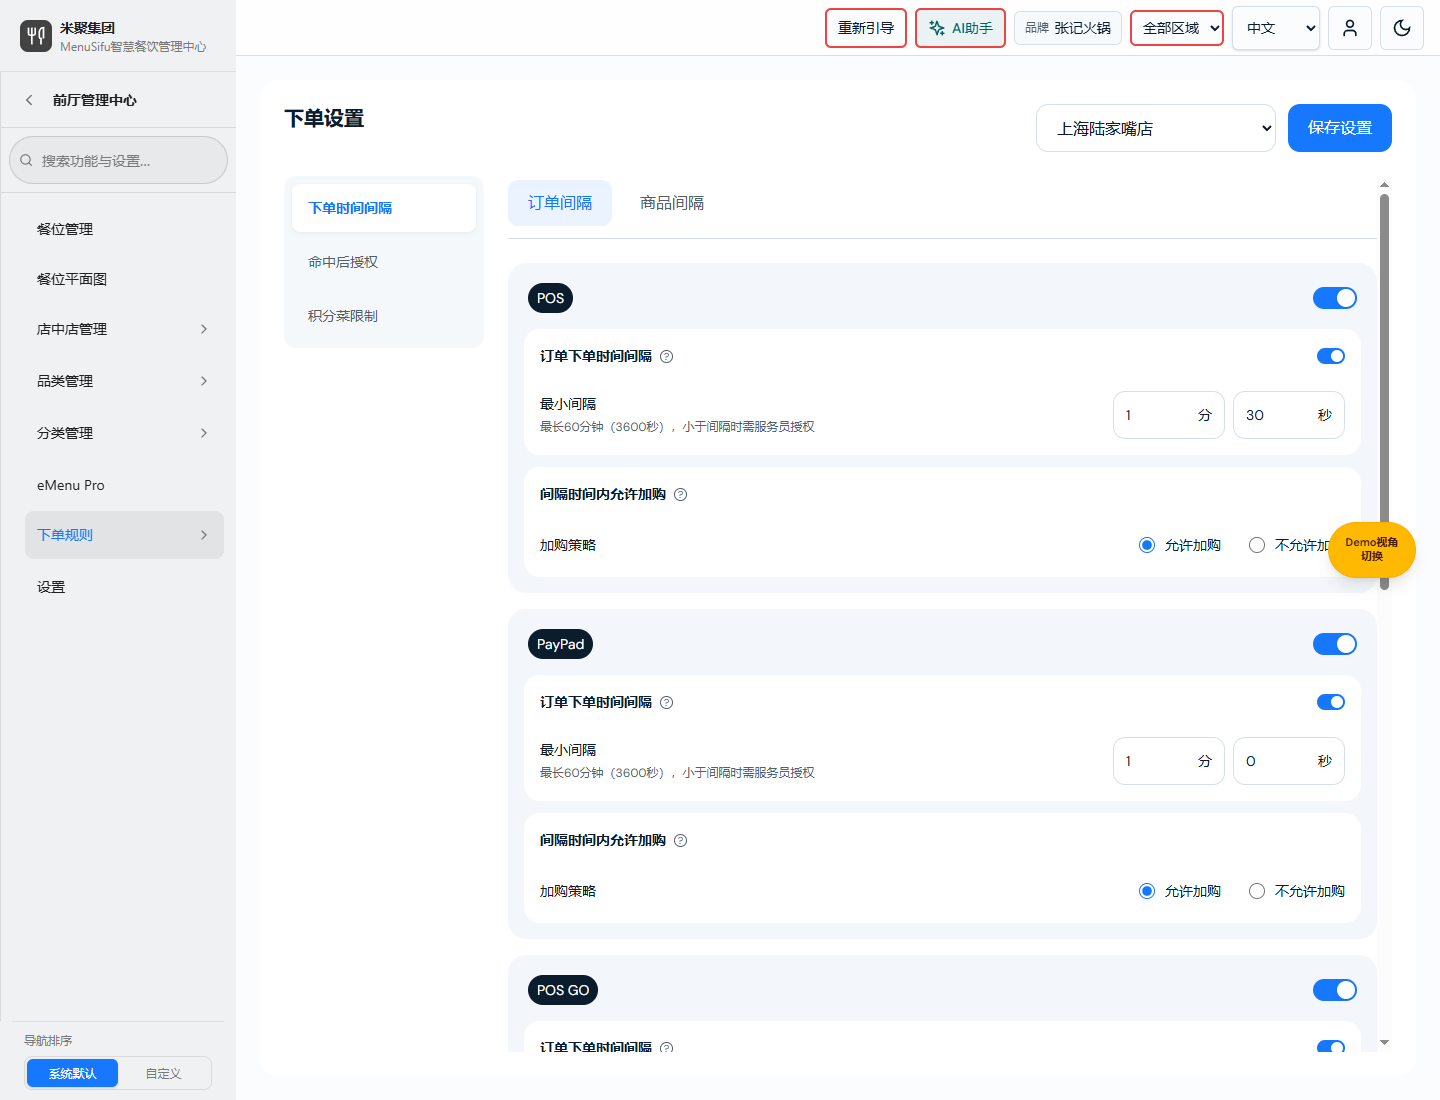 米聚集团
MenuSifu智慧餐饮管理中心
重新引导
AI助手
品牌 张记火锅
全部区域
中文
前厅管理中心
搜索功能与设置...
餐位管理
餐位平面图
店中店管理
品类管理
分类管理
eMenu Pro
下单规则
设置
导航排序
系统默认
自定义
下单设置
上海陆家嘴店
保存设置
下单时间间隔
命中后授权
积分菜限制
订单间隔
商品间隔
POS
订单下单时间间隔
最小间隔
最长60分钟（3600秒），小于间隔时需服务员授权
1 分 30 秒
间隔时间内允许加购
加购策略
允许加购 不允许加
Demo视角
切换
PayPad
订单下单时间间隔
最小间隔
最长60分钟（3600秒），小于间隔时需服务员授权
1 分 0 秒
间隔时间内允许加购
加购策略
允许加购 不允许加购
POS GO
订单下单时间间隔